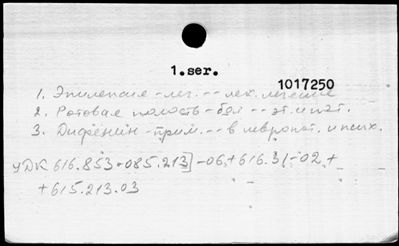 1.ser.
1017250
1. Эпилепсия - леч. -- лек. лечение
2. Ротовая полость - бол -- эт. и пат.
3. Дифенин - прим. -- в невропат. и псих.
УДК 616.853-085.213] -06 + 616.31-02 +
+ 615.213.03